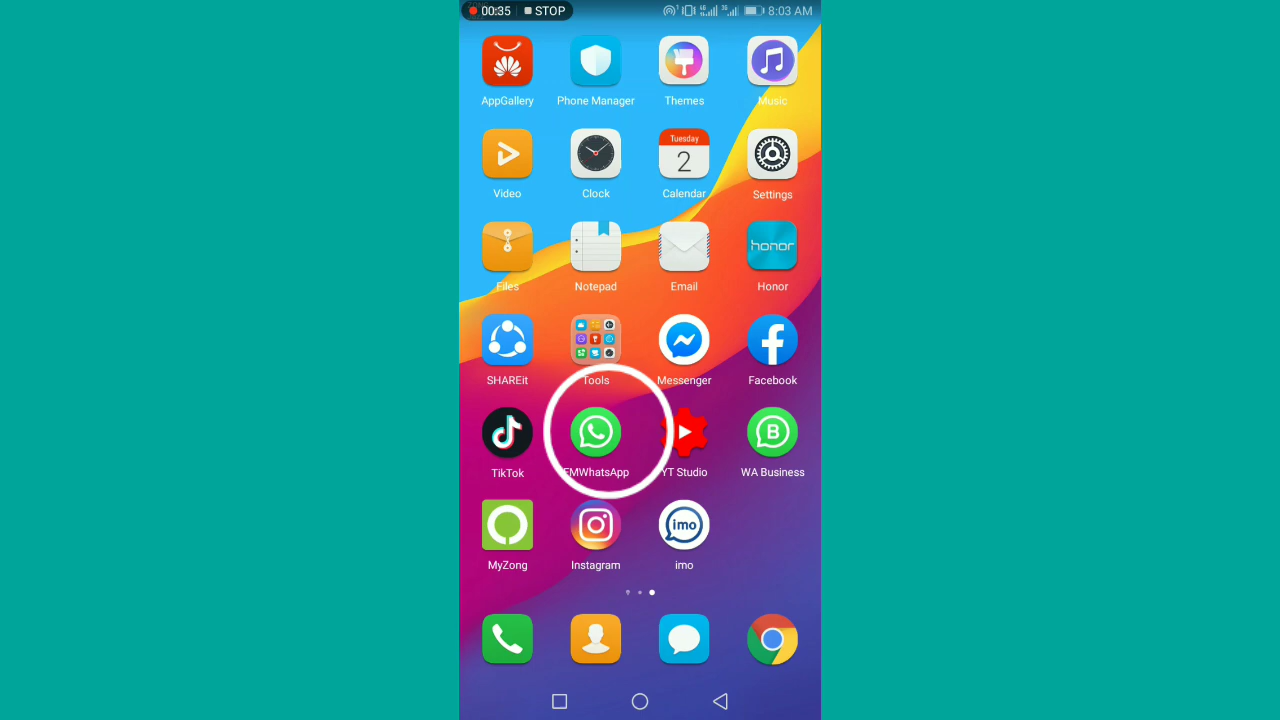 00:35 STOP 8:03 AM
AppGallery Phone Manager Themes Music
Tuesday
2
Video Clock Calendar Settings
honor
Files Notepad Email Honor
SHAREit Tools Messenger Facebook
B
TikTok FMWhatsApp YT Studio WA Business
imo
MyZong Instagram imo